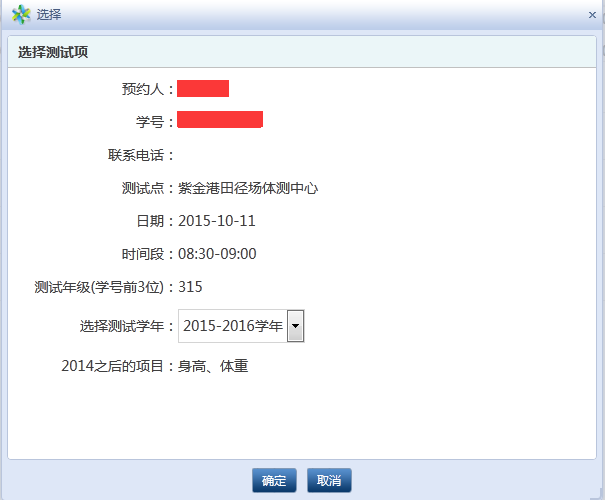 选择
选择测试项
预约人：
学号：
联系电话：
测试点：紫金港田径场体测中心
日期：2015-10-11
时间段：08:30-09:00
测试年级(学号前3位)：315
选择测试学年：2015-2016学年
2014之后的项目：身高、体重
确定 取消